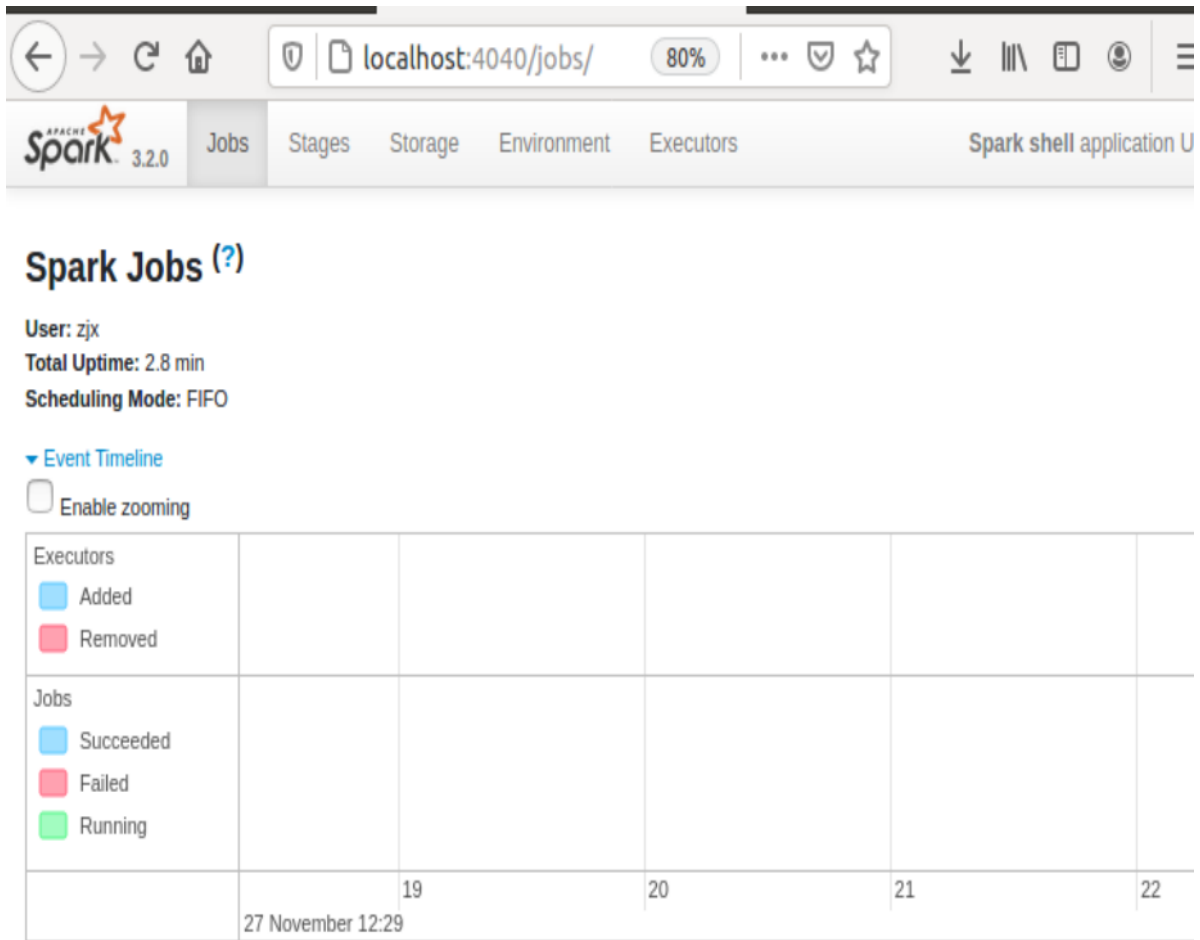 localhost:4040/jobs/ 80%
APACHE Spark 3.2.0 Jobs Stages Storage Environment Executors Spark shell application U
Spark Jobs (?)
User: zjx
Total Uptime: 2.8 min
Scheduling Mode: FIFO
Event Timeline
Enable zooming
Executors
Added
Removed
Jobs
Succeeded
Failed
Running
19 20 21 22
27 November 12:29